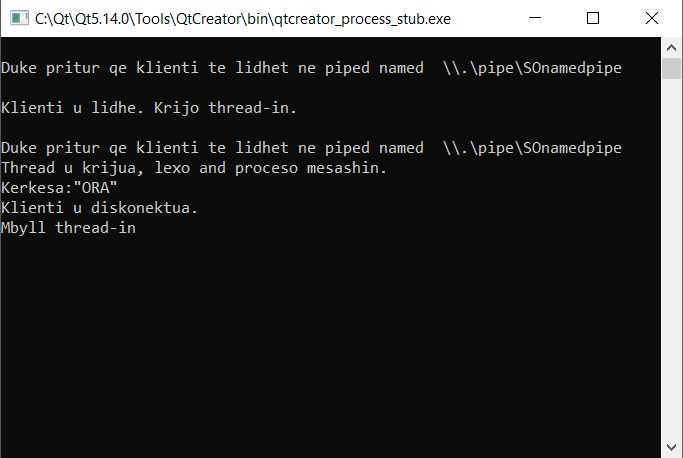 C:\Qt\Qt5.14.0\Tools\QtCreator\bin\qtcreator_process_stub.exe
Duke pritur qe klienti te lidhet ne piped named  \\.\pipe\SOnamedpipe
Klienti u lidhe. Krijo thread-in.
Duke pritur qe klienti te lidhet ne piped named  \\.\pipe\SOnamedpipe
Thread u krijua, lexo and proceso mesashin.
Kerkesa:"ORA"
Klienti u diskonektua.
Mbyll thread-in